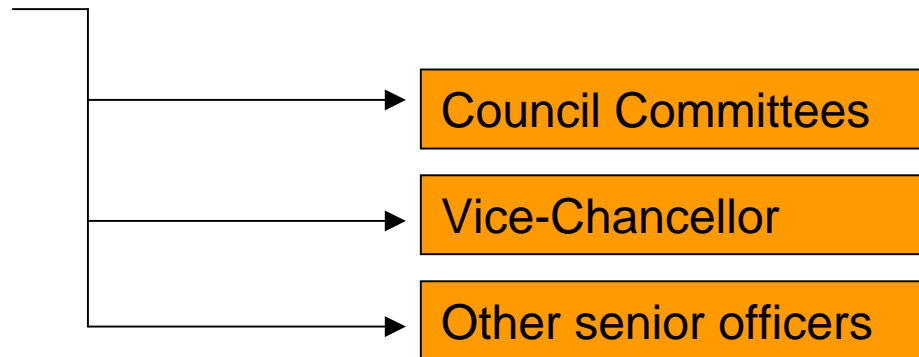 Council Committees
Vice-Chancellor
Other senior officers